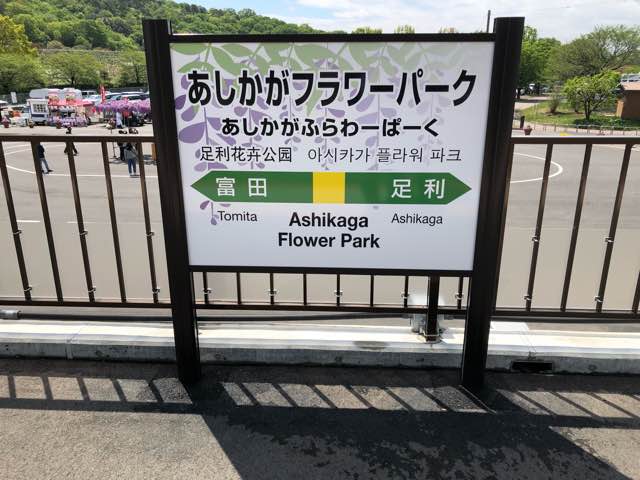 あしかがフラワーパーク
あしかがふらわーぱーく
足利花卉公园 아시카가 플라워 파크
富田 足利
Tomita Ashikaga Flower Park Ashikaga